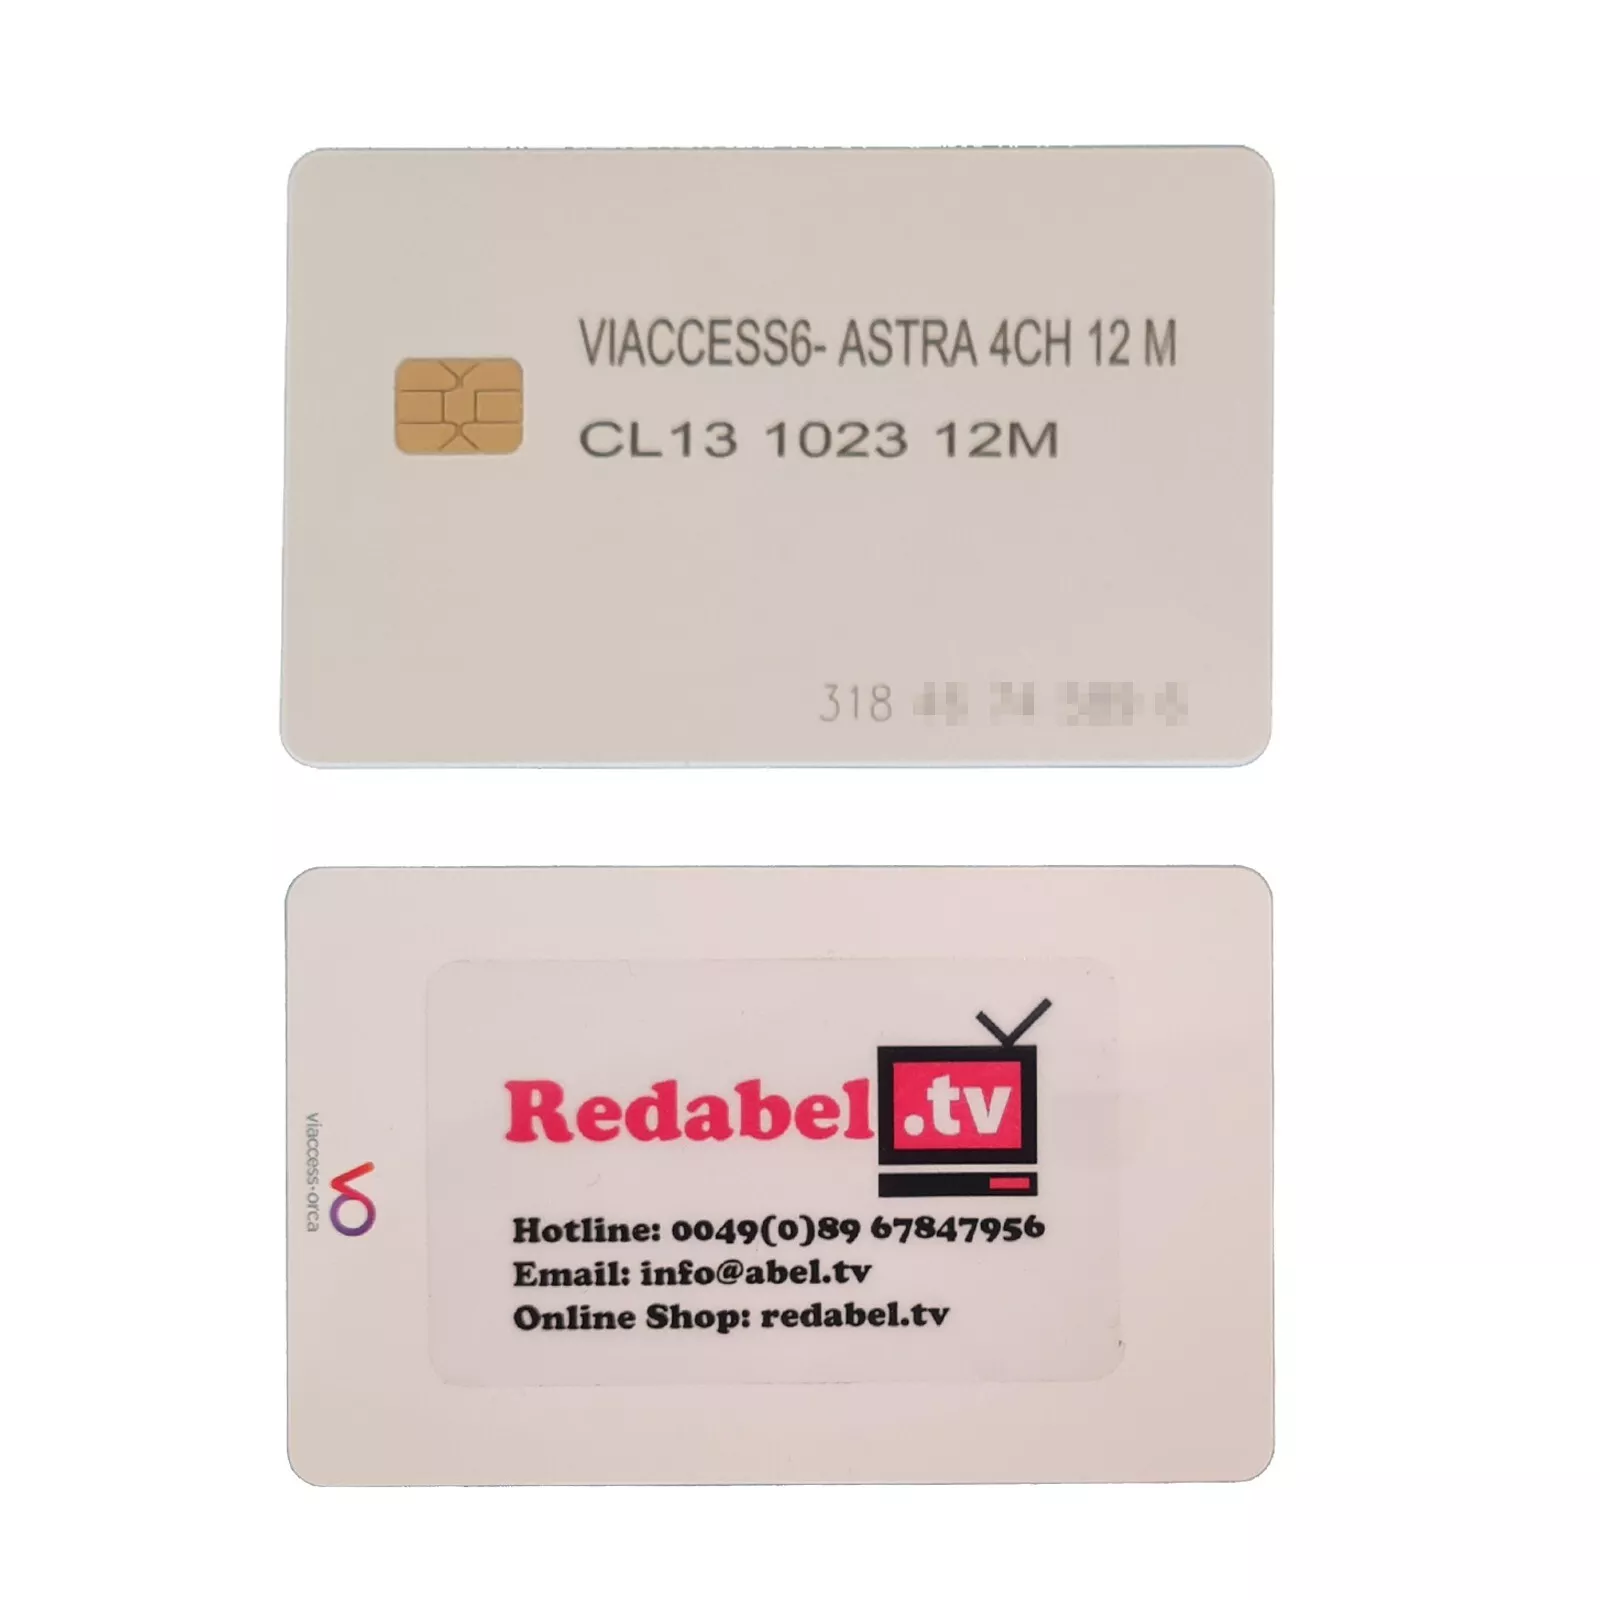 VIACCESS6- ASTRA 4CH 12 M
CL13 1023 12M
318
Redabel.tv
viaccess·orca
VO
Hotline: 0049(0)89 67847956
Email: info@abel.tv
Online Shop: redabel.tv